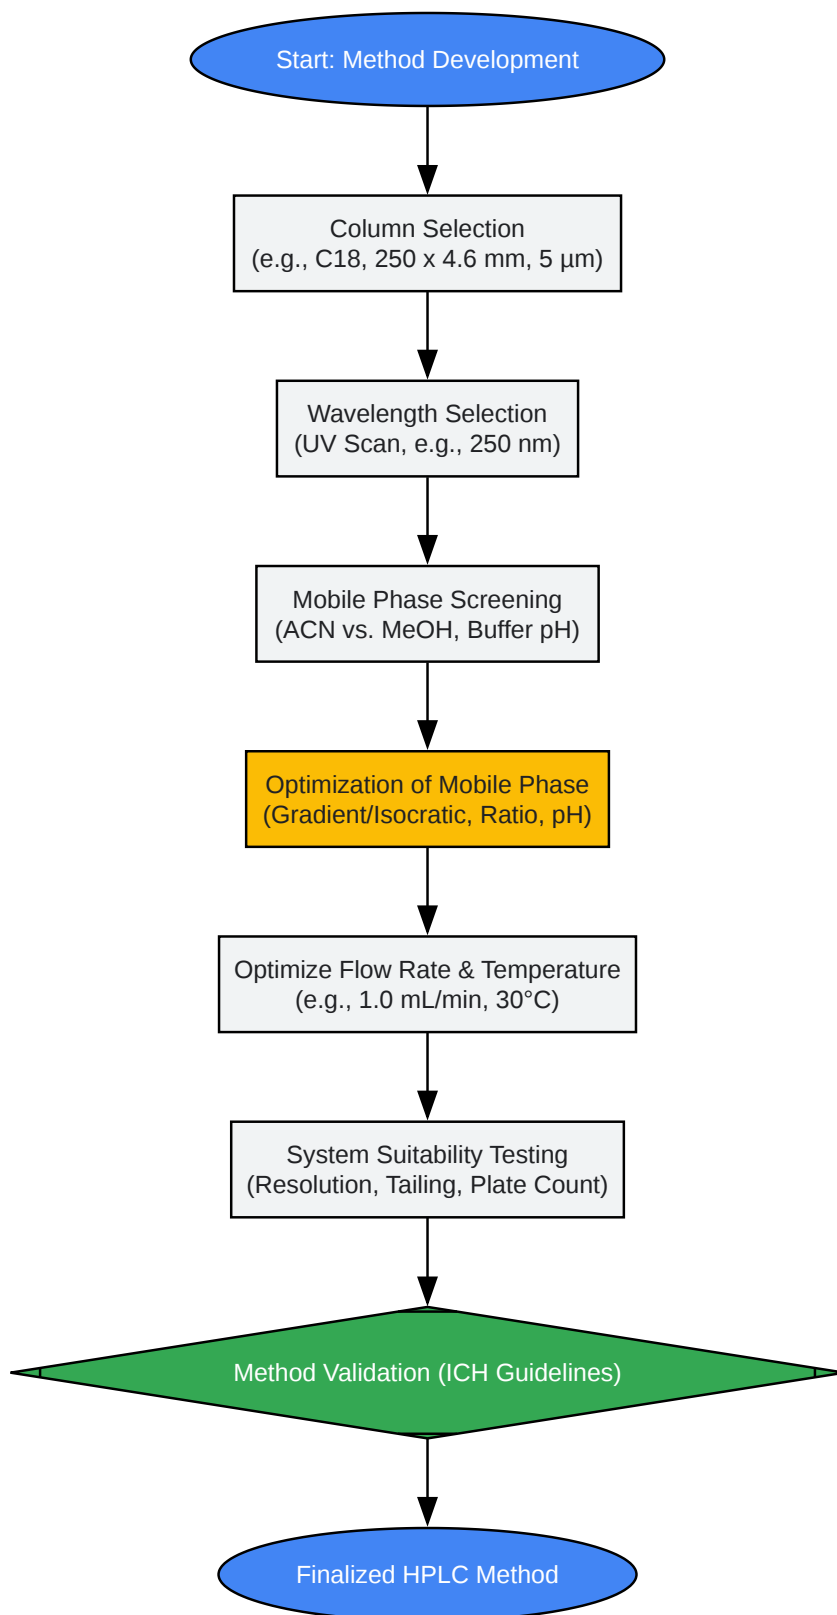 Start: Method Development
Column Selection
(e.g., C18, 250 x 4.6 mm, 5 µm)
Wavelength Selection
(UV Scan, e.g., 250 nm)
Mobile Phase Screening
(ACN vs. MeOH, Buffer pH)
Optimization of Mobile Phase
(Gradient/Isocratic, Ratio, pH)
Optimize Flow Rate & Temperature
(e.g., 1.0 mL/min, 30°C)
System Suitability Testing
(Resolution, Tailing, Plate Count)
Method Validation (ICH Guidelines)
Finalized HPLC Method